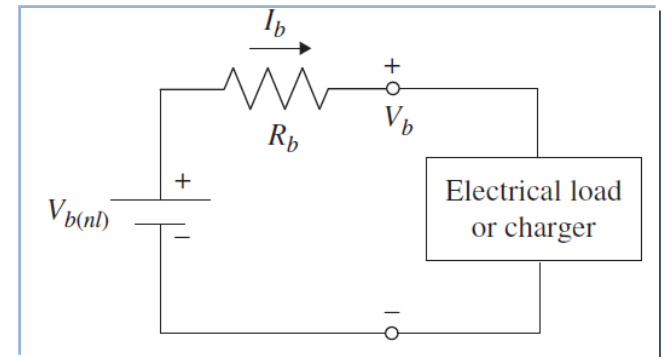 I_b
+
R_b
V_b
+
V_b(nl)
−
Electrical load
or charger
−